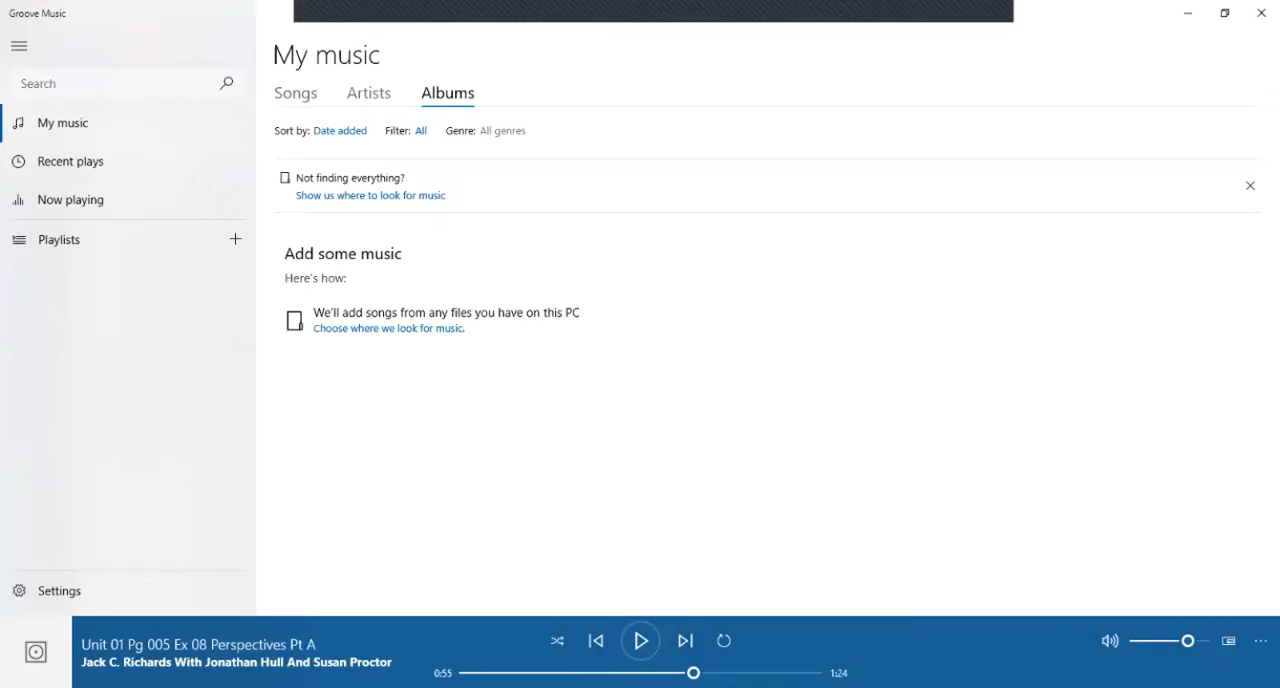 Groove Music
Search
My music
Recent plays
Now playing
Playlists
Settings
My music
Songs Artists Albums
Sort by: Date added Filter: All Genre: All genres
Not finding everything?
Show us where to look for music
Add some music
Here's how:
We'll add songs from any files you have on this PC
Choose where we look for music.
Unit 01 Pg 005 Ex 08 Perspectives Pt A
Jack C. Richards With Jonathan Hull And Susan Proctor
0:55 1:24